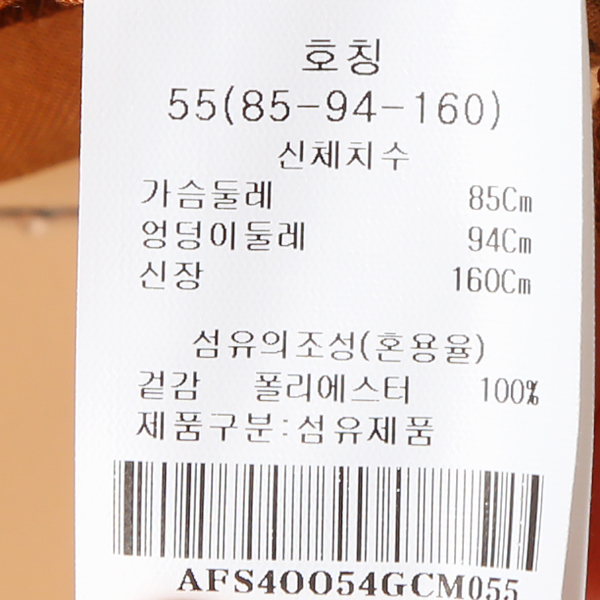 호칭
55(85-94-160)
신체치수
가슴둘레 85Cm
엉덩이둘레 94Cm
신장 160Cm
섬유의조성(혼용율)
겉감 폴리에스터 100%
제품구분:섬유제품
AFS40054GCM055